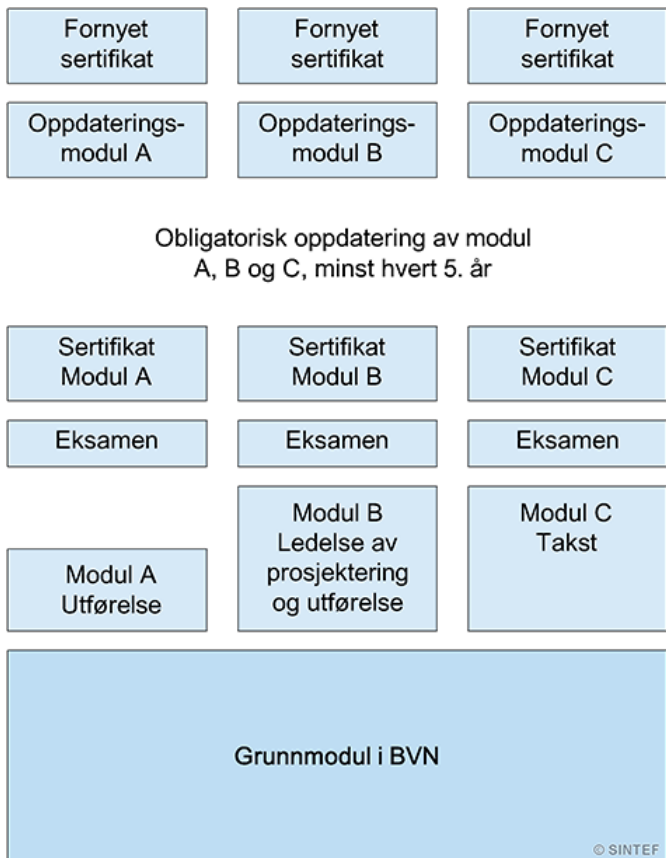 Fornyet
sertifikat
Fornyet
sertifikat
Fornyet
sertifikat
Oppdaterings-
modul A
Oppdaterings-
modul B
Oppdaterings-
modul C
Obligatorisk oppdatering av modul
A, B og C, minst hvert 5. år
Sertifikat
Modul A
Sertifikat
Modul B
Sertifikat
Modul C
Eksamen
Eksamen
Eksamen
Modul A
Utførelse
Modul B
Ledelse av
prosjektering
og utførelse
Modul C
Takst
Grunnmodul i BVN
© SINTEF